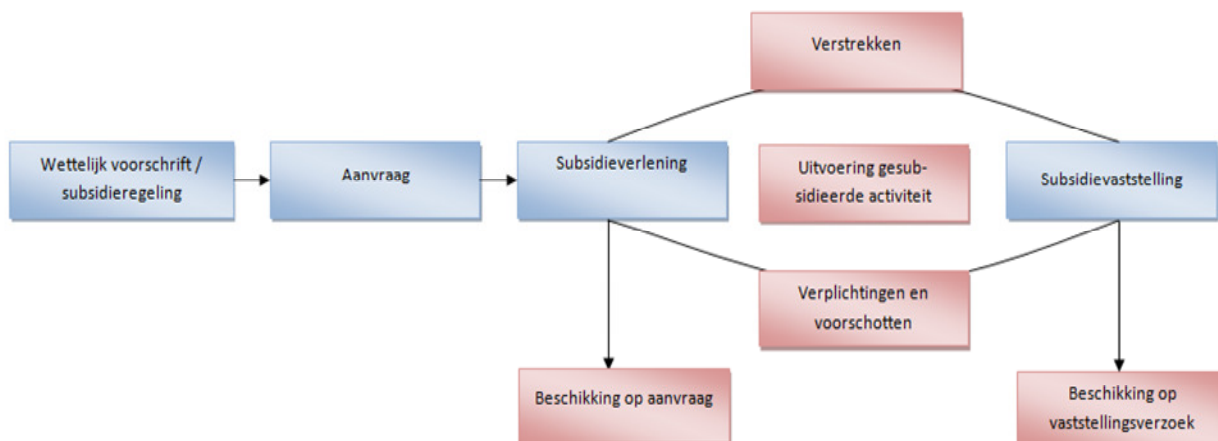 Verstrekken
Wettelijk voorschrift /
subsidieregeling
Aanvraag
Subsidieverlening
Uitvoering gesub-
sidieerde activiteit
Subsidievaststelling
Verplichtingen en
voorschotten
Beschikking op aanvraag
Beschikking op
vaststellingsverzoek